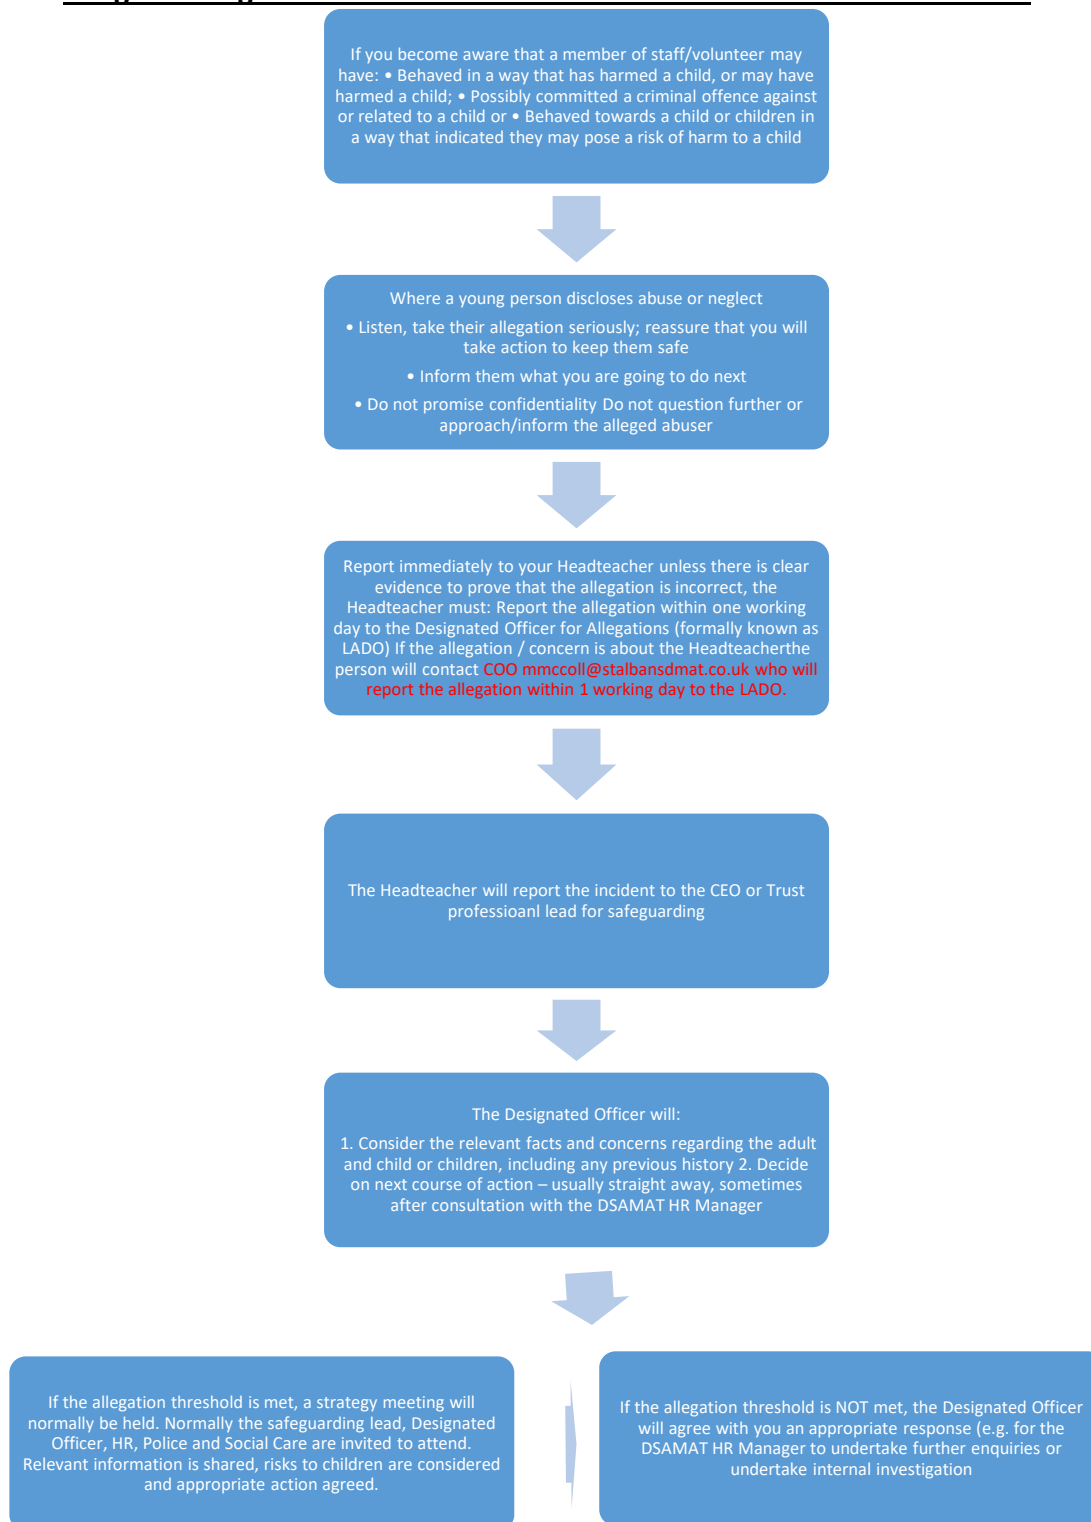 If you become aware that a member of staff/volunteer may
have: • Behaved in a way that has harmed a child, or may have
harmed a child; • Possibly committed a criminal offence against
or related to a child or • Behaved towards a child or children in
a way that indicated they may pose a risk of harm to a child
Where a young person discloses abuse or neglect
• Listen, take their allegation seriously; reassure that you will
take action to keep them safe
• Inform them what you are going to do next
• Do not promise confidentiality Do not question further or
approach/inform the alleged abuser
Report immediately to your Headteacher unless there is clear
evidence to prove that the allegation is incorrect, the
Headteacher must: Report the allegation within one working
day to the Designated Officer for Allegations (formally known as
LADO) If the allegation / concern is about the Headteacherthe
person will contact COO mmccoll@stalbansdmat.co.uk who will
report the allegation within 1 working day to the LADO.
The Headteacher will report the incident to the CEO or Trust
professioanl lead for safeguarding
The Designated Officer will:
1. Consider the relevant facts and concerns regarding the adult
and child or children, including any previous history 2. Decide
on next course of action – usually straight away, sometimes
after consultation with the DSAMAT HR Manager
If the allegation threshold is met, a strategy meeting will
normally be held. Normally the safeguarding lead, Designated
Officer, HR, Police and Social Care are invited to attend.
Relevant information is shared, risks to children are considered
and appropriate action agreed.
If the allegation threshold is NOT met, the Designated Officer
will agree with you an appropriate response (e.g. for the
DSAMAT HR Manager to undertake further enquiries or
undertake internal investigation